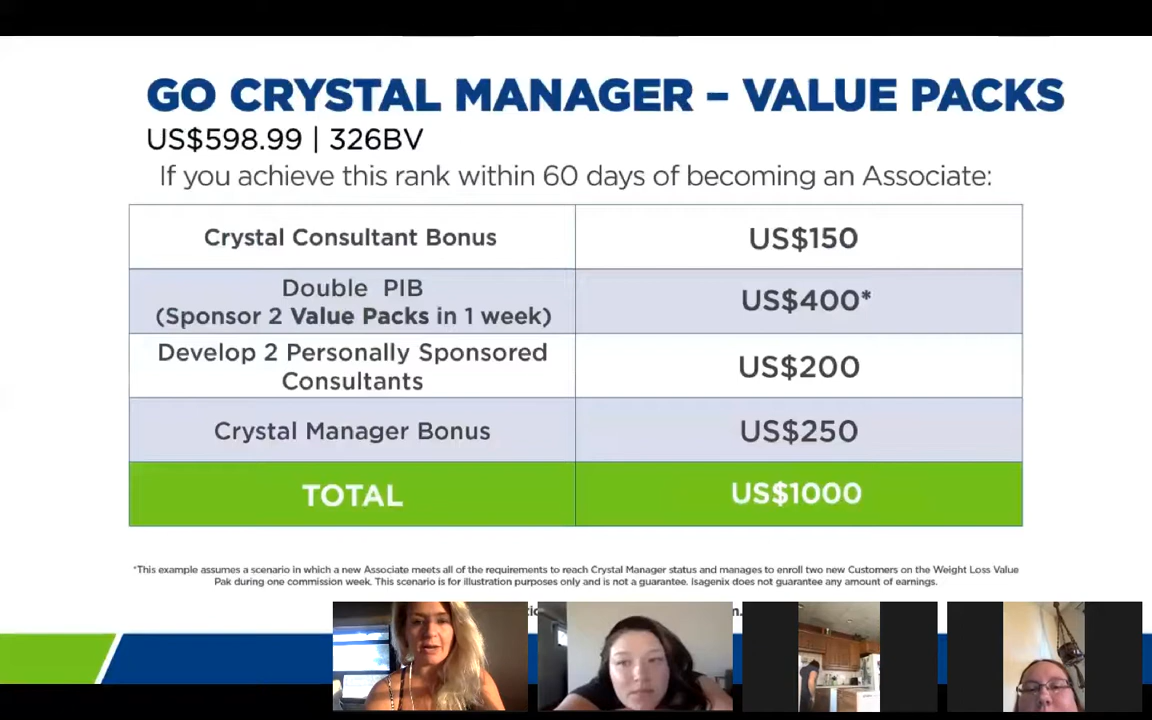 GO CRYSTAL MANAGER – VALUE PACKS
US$598.99 | 326BV
If you achieve this rank within 60 days of becoming an Associate:
Crystal Consultant Bonus
US$150
Double PIB
(Sponsor 2 Value Packs in 1 week)
US$400*
Develop 2 Personally Sponsored
Consultants
US$200
Crystal Manager Bonus
US$250
TOTAL
US$1000
*This example assumes a scenario in which a new Associate meets all of the requirements to reach Crystal Manager status and manages to enroll two new Customers on the Weight Loss Value
Pak during one commission week. This scenario is for illustration purposes only and is not a guarantee. Isagenix does not guarantee any amount of earnings.